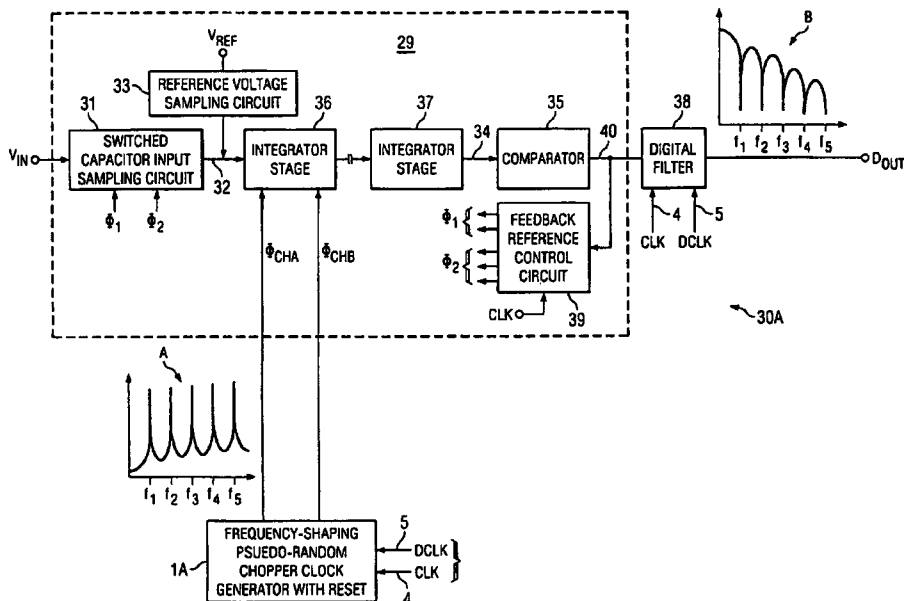 V_REF
29
B
33
REFERENCE VOLTAGE
SAMPLING CIRCUIT
31
36
37
35
38
V_IN
SWITCHED
CAPACITOR INPUT
SAMPLING CIRCUIT
32
INTEGRATOR
STAGE
INTEGRATOR
STAGE
34
COMPARATOR
40
DIGITAL
FILTER
f1 f2 f3 f4 f5
D_OUT
Φ1 Φ2
4 5
CLK DCLK
Φ_CHA
Φ_CHB
Φ1
Φ2
FEEDBACK
REFERENCE
CONTROL
CIRCUIT
CLK
39
30A
A
f1 f2 f3 f4 f5
1A
FREQUENCY-SHAPING
PSUEDO-RANDOM
CHOPPER CLOCK
GENERATOR WITH RESET
5
DCLK
CLK
4